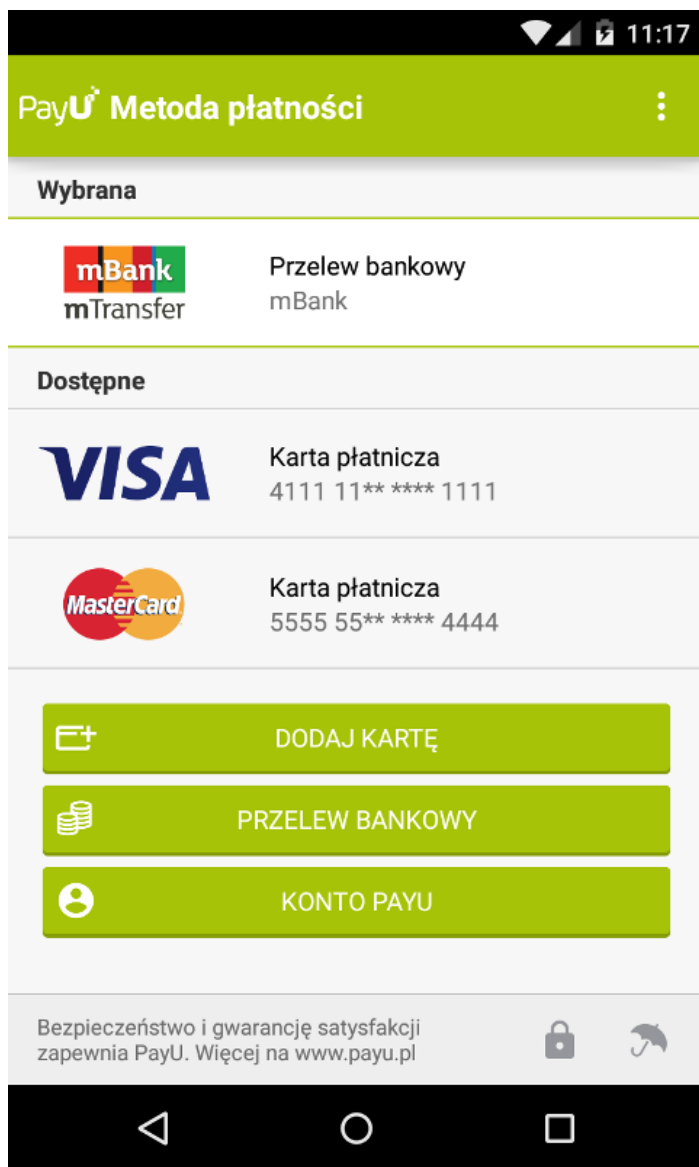 11:17
PayU Metoda płatności
Wybrana
mBank
mTransfer
Przelew bankowy
mBank
Dostępne
VISA
Karta płatnicza
4111 11** **** 1111
MasterCard
Karta płatnicza
5555 55** **** 4444
DODAJ KARTĘ
PRZELEW BANKOWY
KONTO PAYU
Bezpieczeństwo i gwarancję satysfakcji
zapewnia PayU. Więcej na www.payu.pl